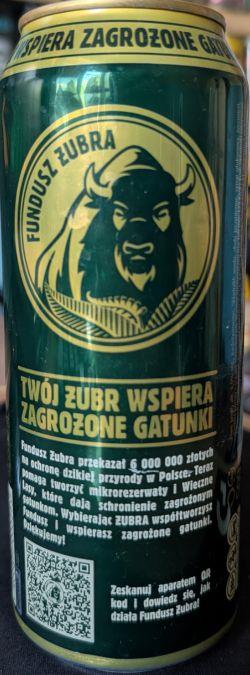 WSPIERA ZAGROŻONE GATUN
FUNDUSZ ŻUBRA
TWÓJ ŻUBR WSPIERA
ZAGROŻONE GATUNKI
Fundusz Żubra przekazał 6 000 000 złotych
na ochronę dzikiej przyrody w Polsce. Teraz
pomaga tworzyć mikrorezerwaty i Wieczne
Lasy, które dają schronienie zagrożonym
gatunkom. Wybierając ŻUBRA współtworzysz
Fundusz i wspierasz zagrożone gatunki.
Dziękujemy!
Zeskanuj aparatem QR
kod i dowiedz się, jak
działa Fundusz Żubra!